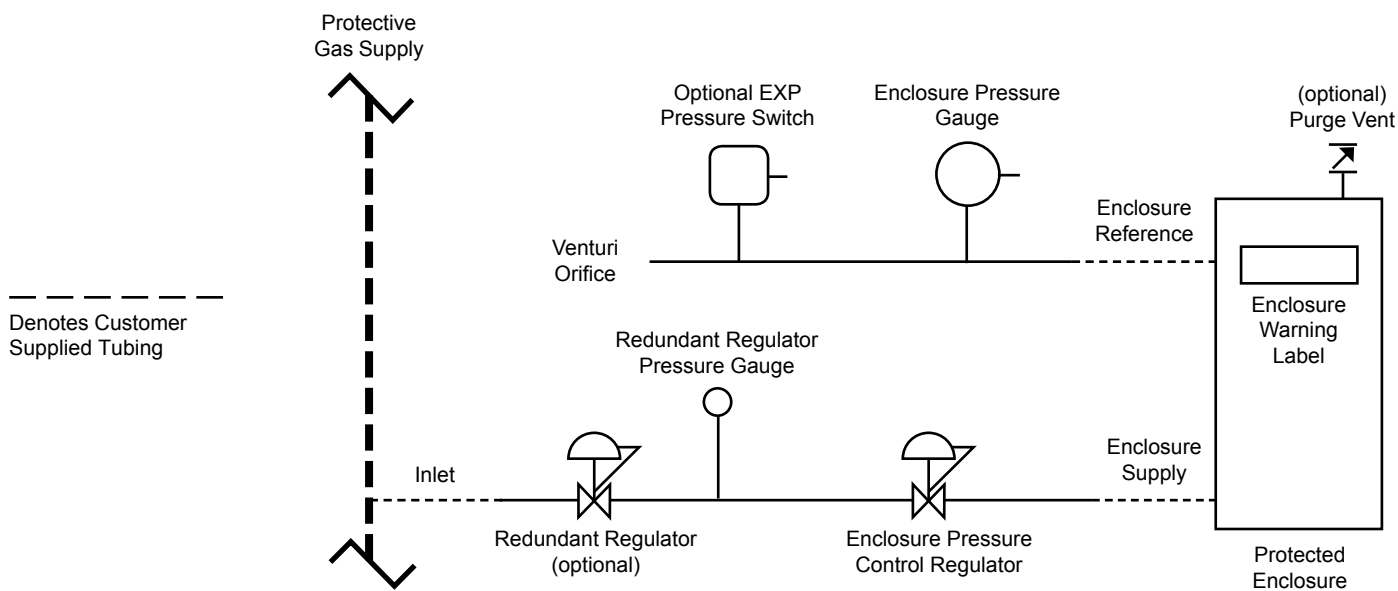 Protective
Gas Supply
Optional EXP
Pressure Switch
Enclosure Pressure
Gauge
(optional)
Purge Vent
Enclosure
Reference
Venturi
Orifice
Enclosure
Warning
Label
Denotes Customer
Supplied Tubing
Redundant Regulator
Pressure Gauge
Inlet
Enclosure
Supply
Redundant Regulator
(optional)
Enclosure Pressure
Control Regulator
Protected
Enclosure